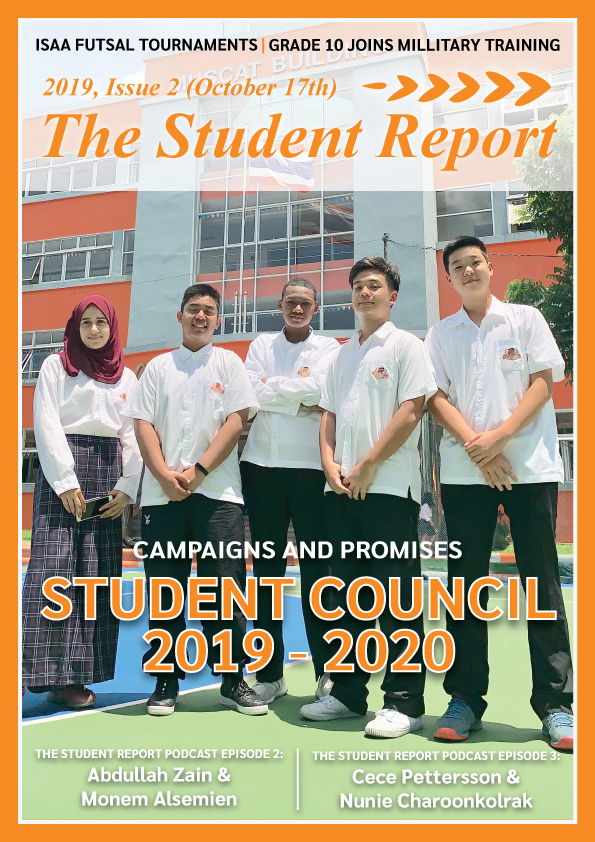 ISAA FUTSAL TOURNAMENTS | GRADE 10 JOINS MILLITARY TRAINING
MUSCAT BUILDING
2019, Issue 2 (October 17th)
The Student Report
CAMPAIGNS AND PROMISES
STUDENT COUNCIL
2019 - 2020
THE STUDENT REPORT PODCAST EPISODE 2:
Abdullah Zain &
Monem Alsemien
THE STUDENT REPORT PODCAST EPISODE 3:
Cece Pettersson &
Nunie Charoonkolrak